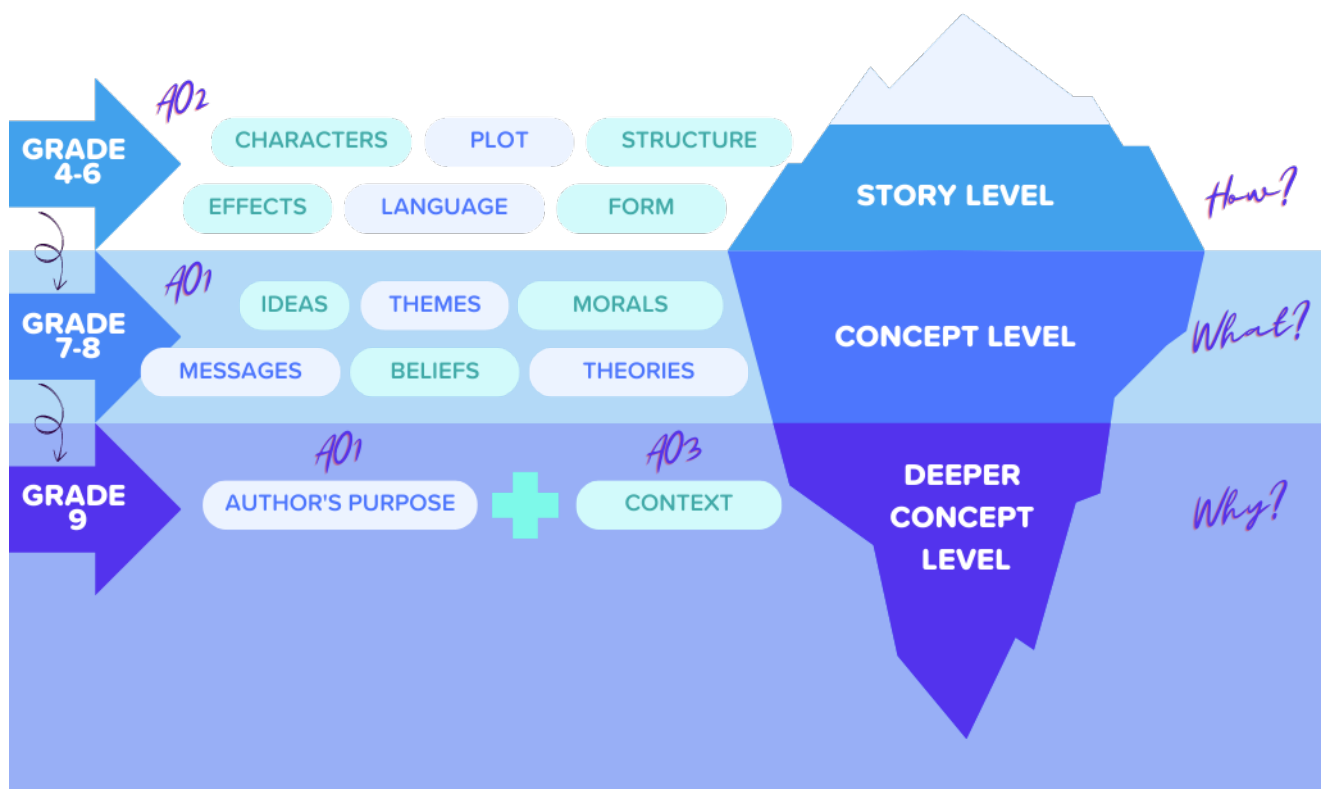 AO2
GRADE
4-6
CHARACTERS
PLOT
STRUCTURE
EFFECTS
LANGUAGE
FORM
STORY LEVEL
How?
AO1
GRADE
7-8
IDEAS
THEMES
MORALS
MESSAGES
BELIEFS
THEORIES
CONCEPT LEVEL
What?
GRADE
9
AO1
AUTHOR'S PURPOSE
AO3
CONTEXT
DEEPER
CONCEPT
LEVEL
Why?